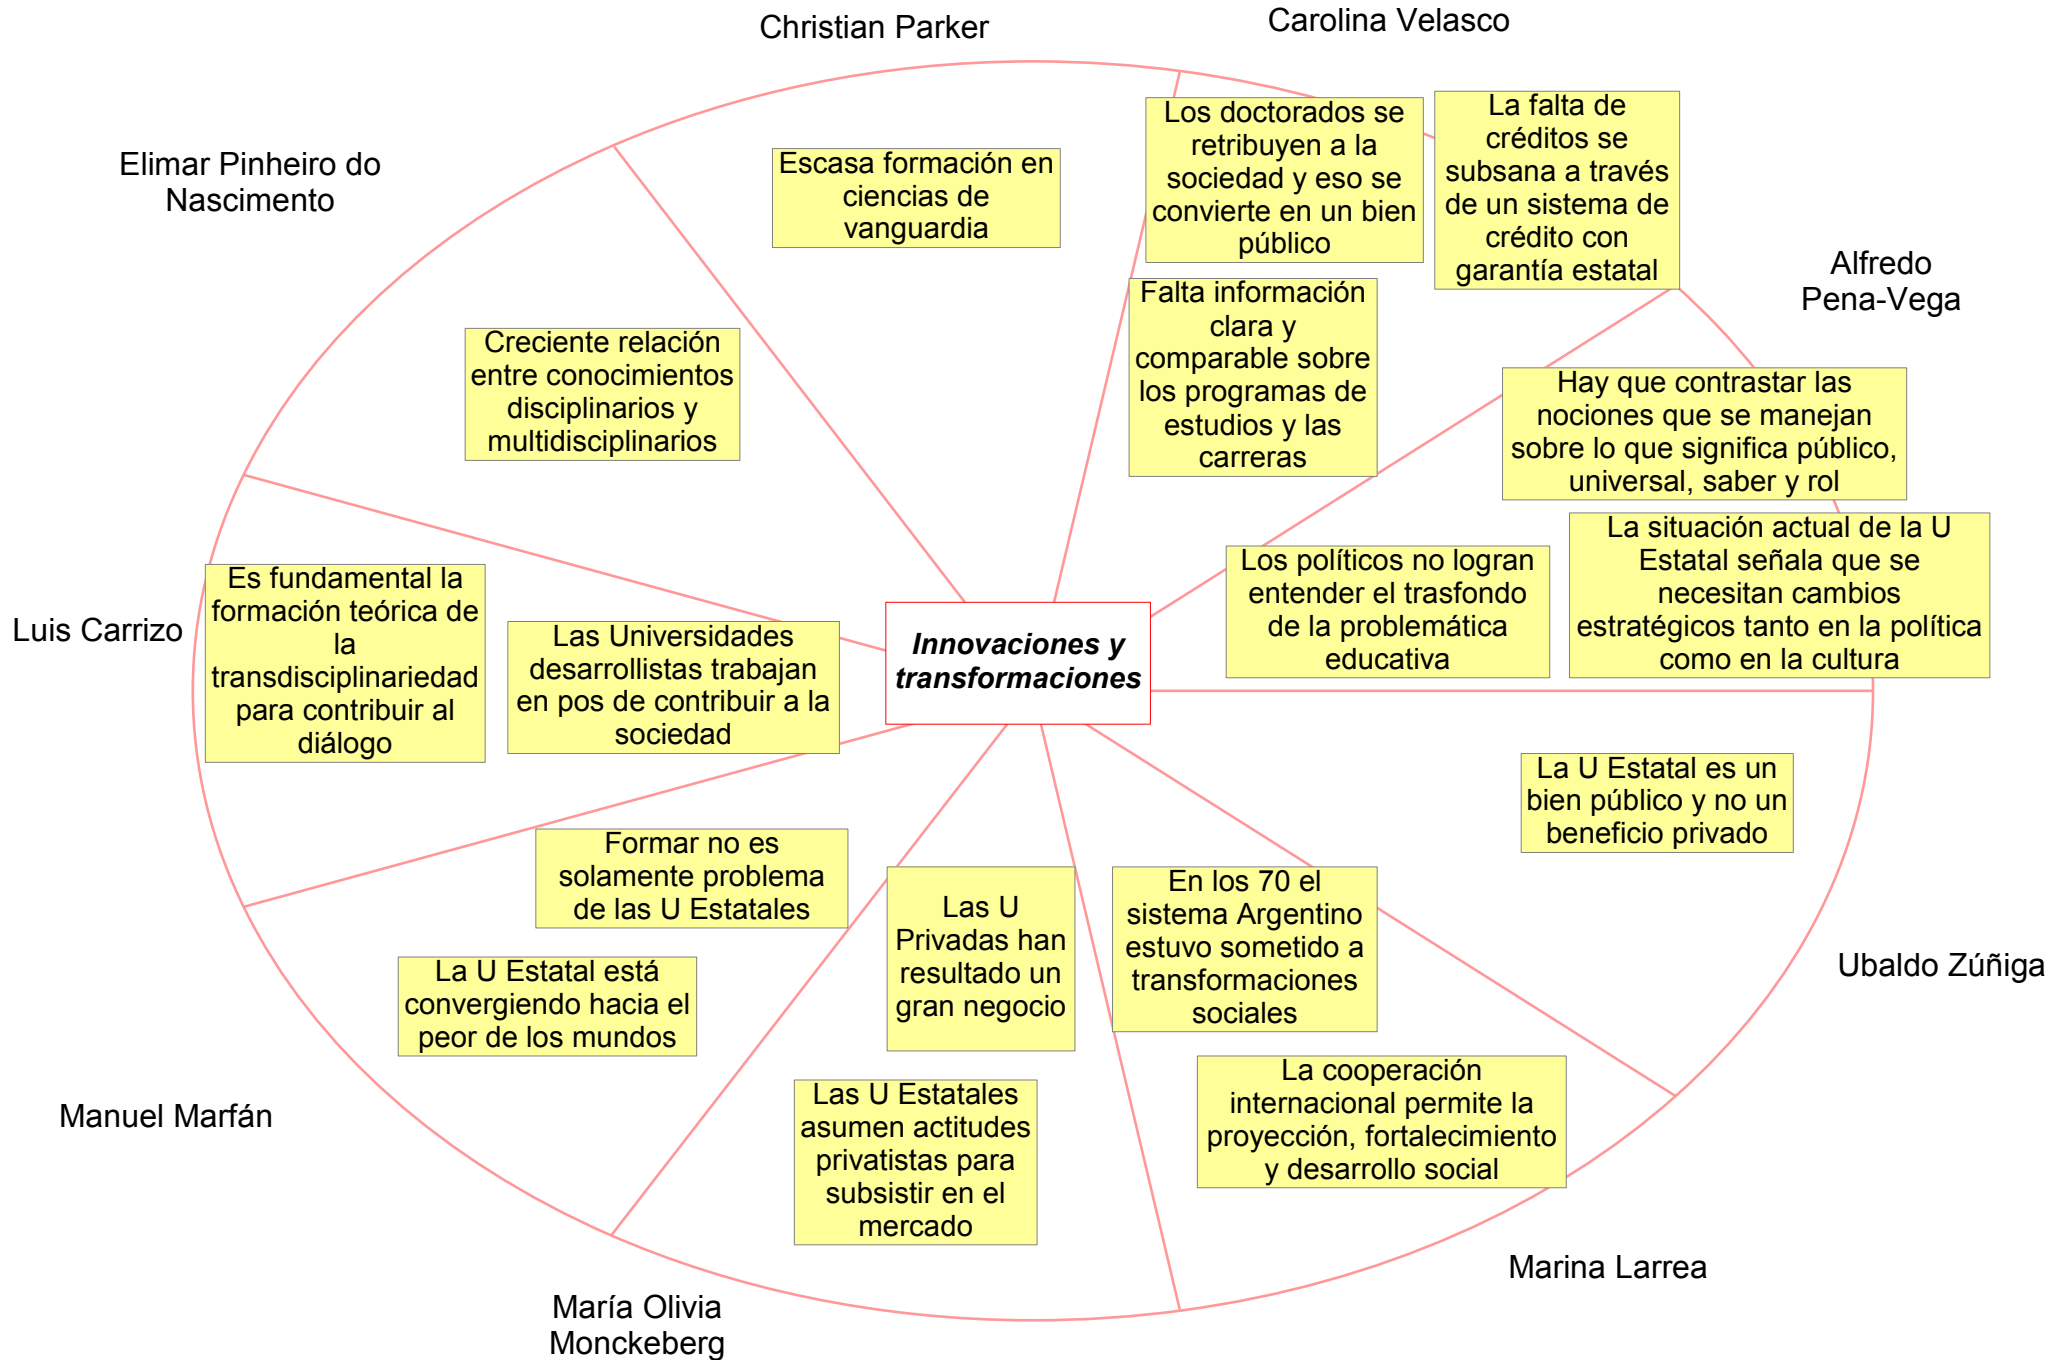 Christian Parker
Carolina Velasco
Elimar Pinheiro do
Nascimento
Alfredo
Pena-Vega
Luis Carrizo
Ubaldo Zúñiga
Manuel Marfán
Marina Larrea
María Olivia
Monckeberg
Innovaciones y
transformaciones
Escasa formación en
ciencias de
vanguardia
Los doctorados se
retribuyen a la
sociedad y eso se
convierte en un bien
público
La falta de
créditos se
subsana a través
de un sistema de
crédito con
garantía estatal
Falta información
clara y
comparable sobre
los programas de
estudios y las
carreras
Creciente relación
entre conocimientos
disciplinarios y
multidisciplinarios
Hay que contrastar las
nociones que se manejan
sobre lo que significa público,
universal, saber y rol
Los políticos no logran
entender el trasfondo
de la problemática
educativa
La situación actual de la U
Estatal señala que se
necesitan cambios
estratégicos tanto en la política
como en la cultura
Es fundamental la
formación teórica de
la
transdisciplinariedad
para contribuir al
diálogo
Las Universidades
desarrollistas trabajan
en pos de contribuir a la
sociedad
La U Estatal es un
bien público y no un
beneficio privado
Formar no es
solamente problema
de las U Estatales
La U Estatal está
convergiendo hacia el
peor de los mundos
Las U
Privadas han
resultado un
gran negocio
En los 70 el
sistema Argentino
estuvo sometido a
transformaciones
sociales
Las U Estatales
asumen actitudes
privatistas para
subsistir en el
mercado
La cooperación
internacional permite la
proyección, fortalecimiento
y desarrollo social